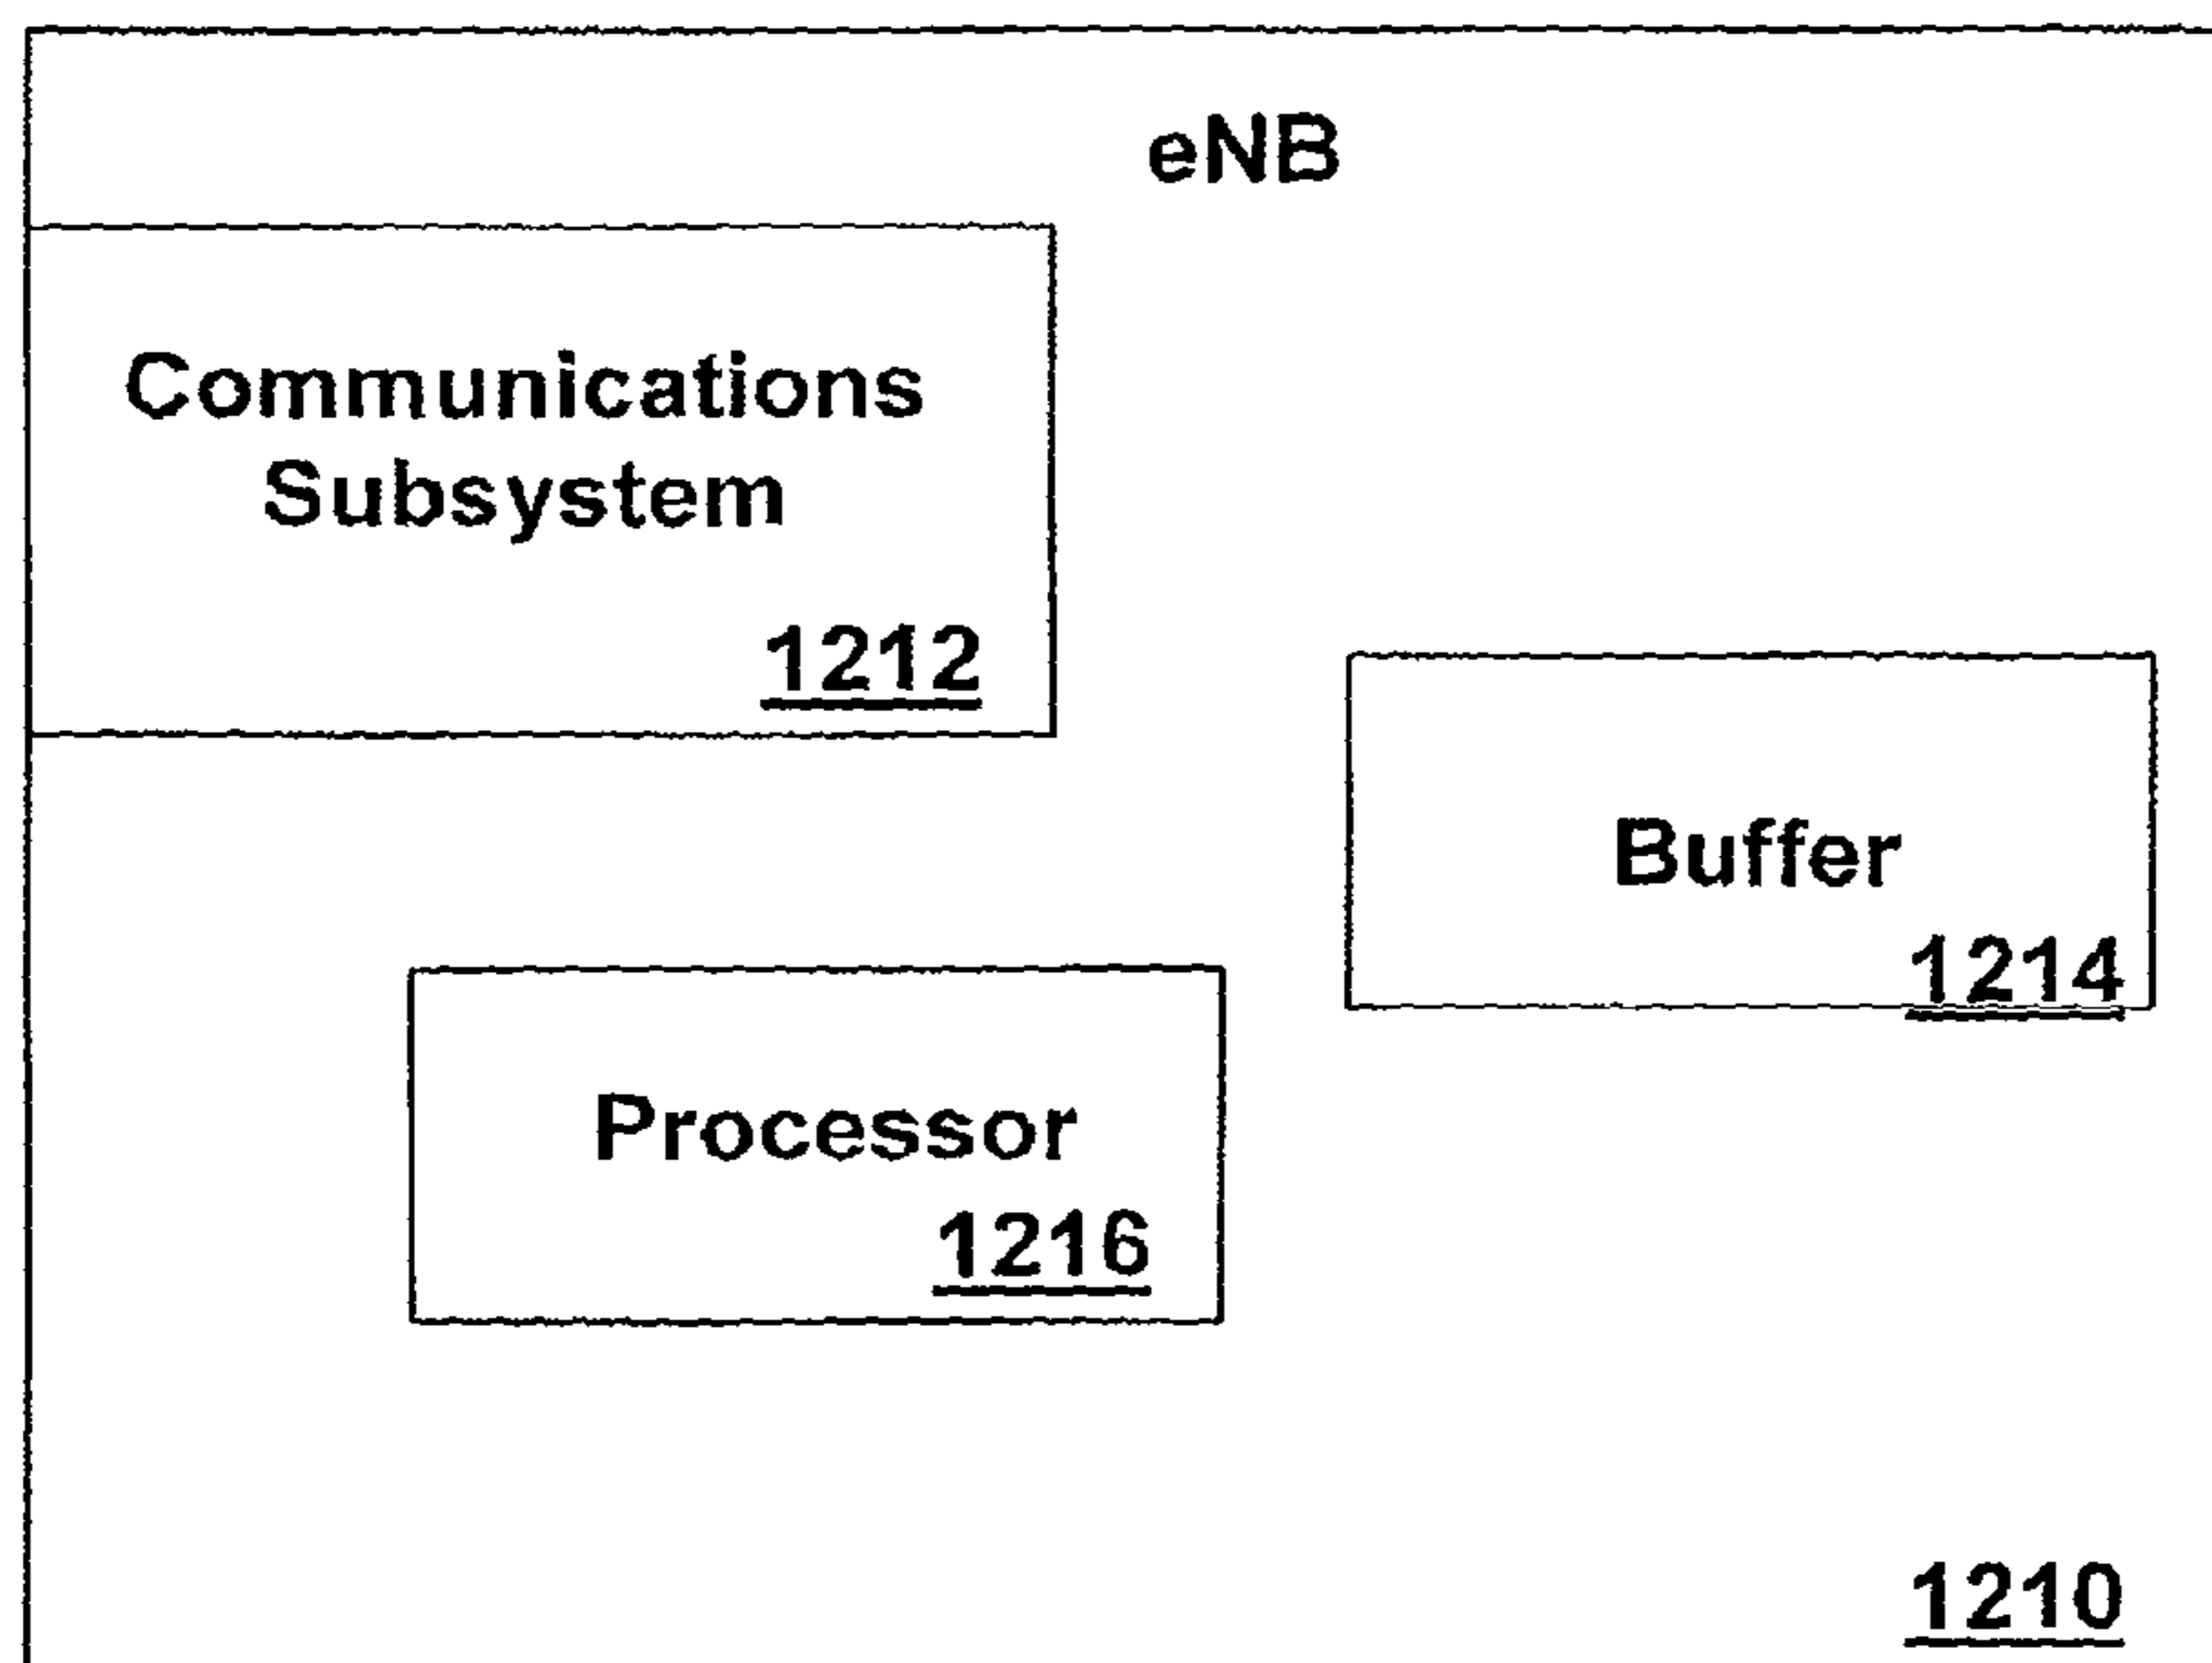 eNB
Communications
Subsystem
1212
Buffer
1214
Processor
1216
1210